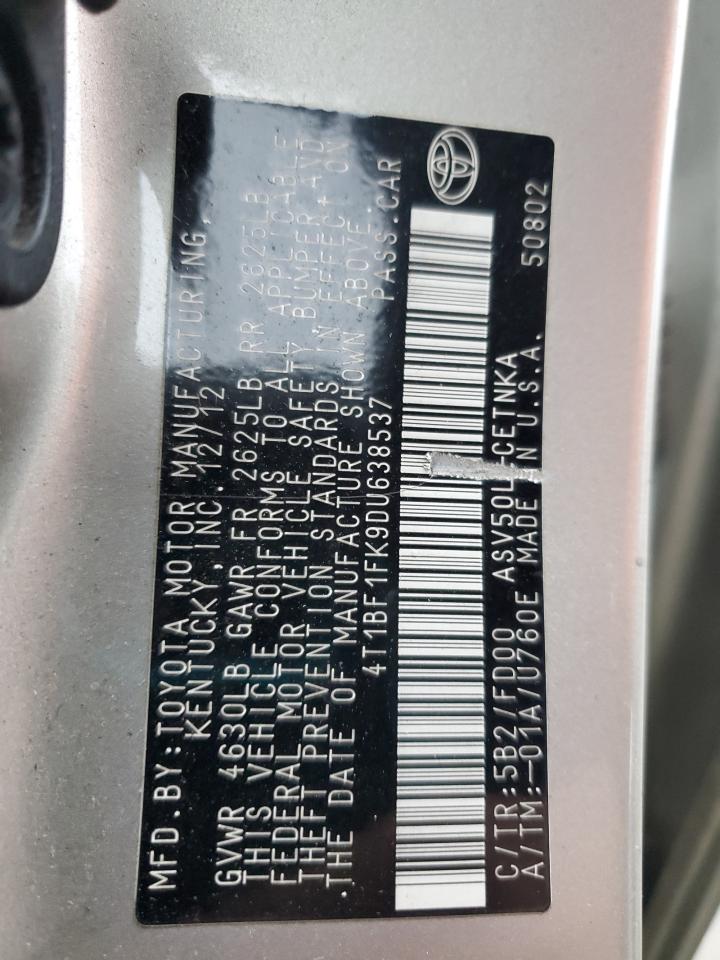 MFD.BY:TOYOTA MOTOR MANUFACTURING,
KENTUCKY,INC. 12/12
GVWR 4630LB GAWR FR 2625LB RR 2625LB
THIS VEHICLE CONFORMS TO ALL APPLICABLE
FEDERAL MOTOR VEHICLE SAFETY, BUMPER, AND
THEFT PREVENTION STANDARDS IN EFFECT ON
THE DATE OF MANUFACTURE SHOWN ABOVE.
4T1BF1FK9DU638537 PASS.CAR
C/TR:5B2/FD00 ASV50L-CETNKA
A/TM:-01A/U760E MADE IN U.S.A. 50802